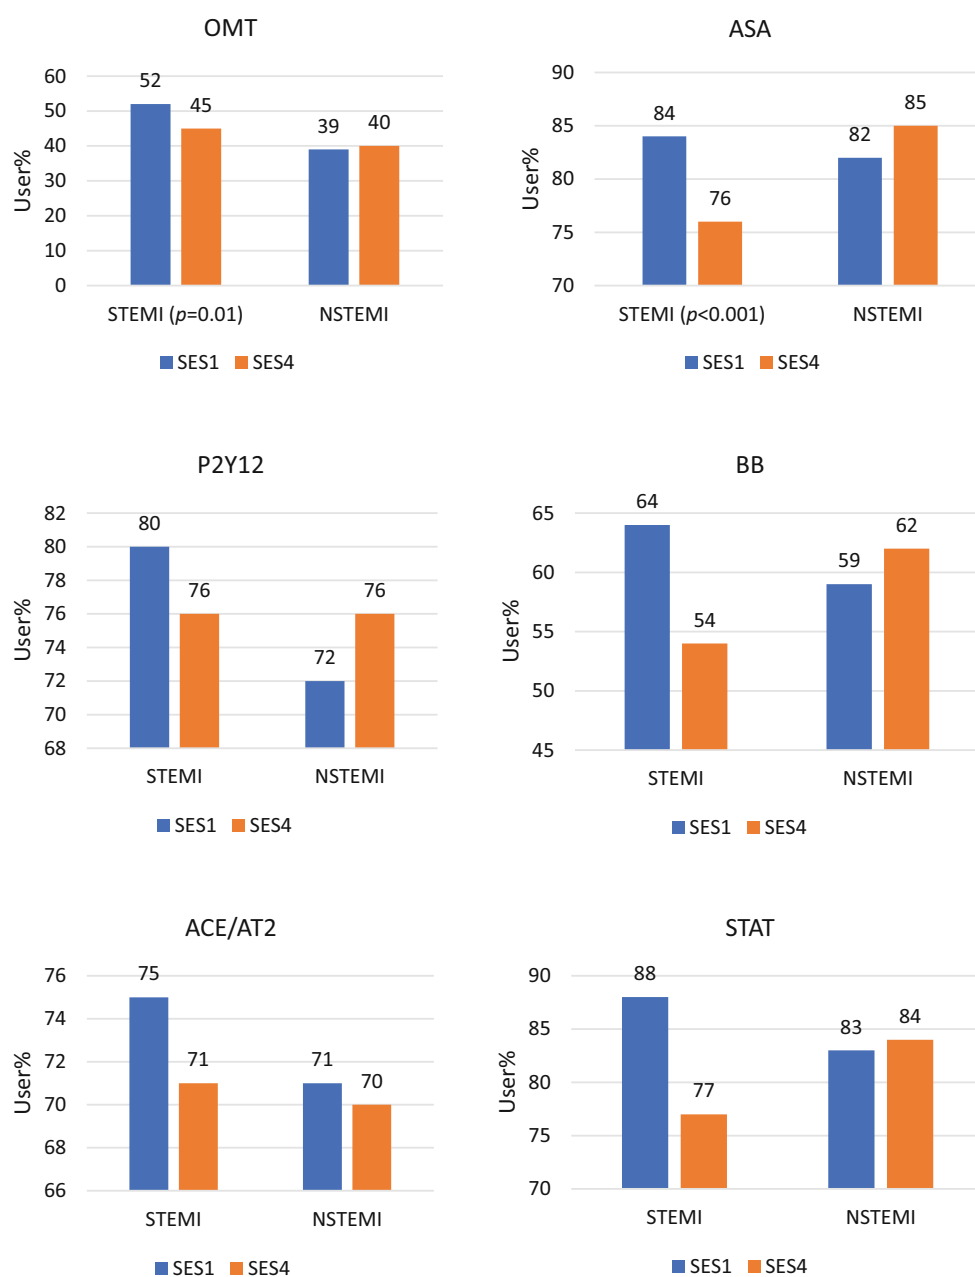 OMT
60
50
40
30
20
10
0
User%
52
45
39
40
STEMI (p=0.01)
NSTEMI
SES1
SES4
ASA
90
85
80
75
70
User%
84
76
82
85
STEMI (p<0.001)
NSTEMI
SES1
SES4
P2Y12
82
80
78
76
74
72
70
68
User%
80
76
72
76
STEMI
NSTEMI
SES1
SES4
BB
65
60
55
50
45
User%
64
54
59
62
STEMI
NSTEMI
SES1
SES4
ACE/AT2
76
74
72
70
68
66
User%
75
71
71
70
STEMI
NSTEMI
SES1
SES4
STAT
90
85
80
75
70
User%
88
77
83
84
STEMI
NSTEMI
SES1
SES4